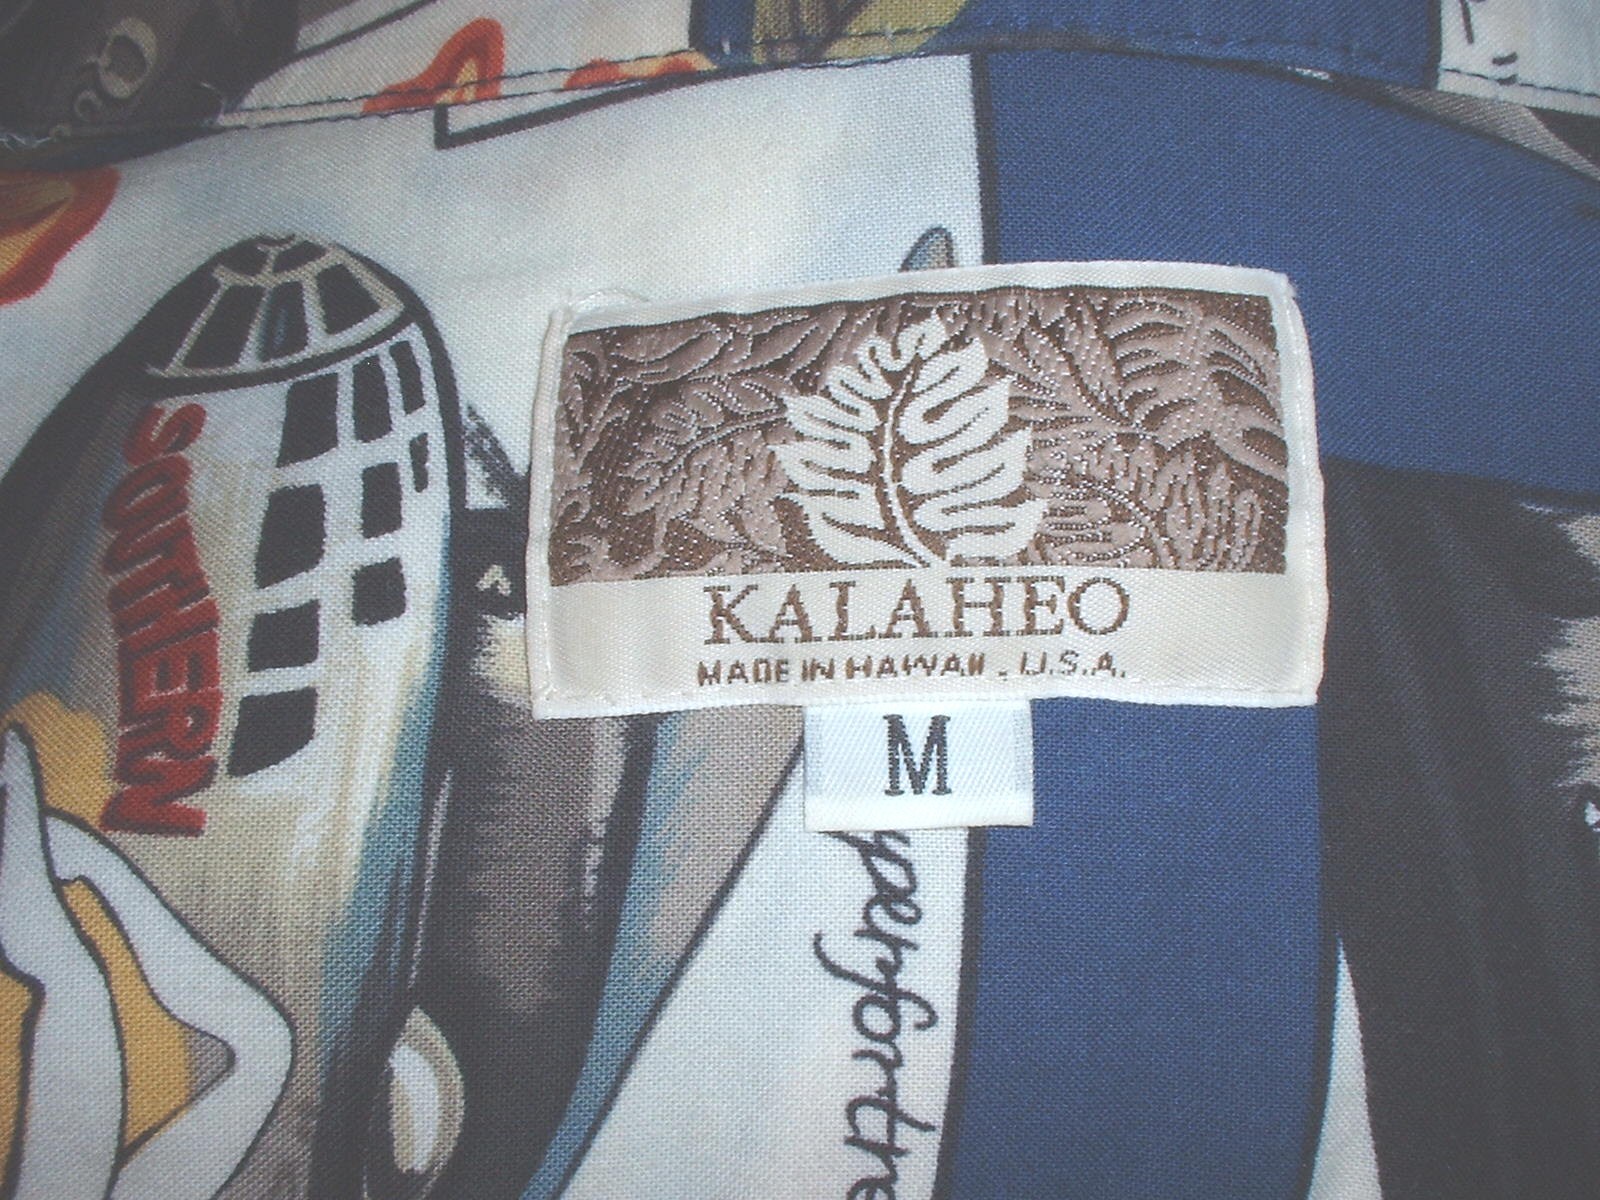 KALAHEO
MADE IN HAWAII . U.S.A.
M
SOUTHERN